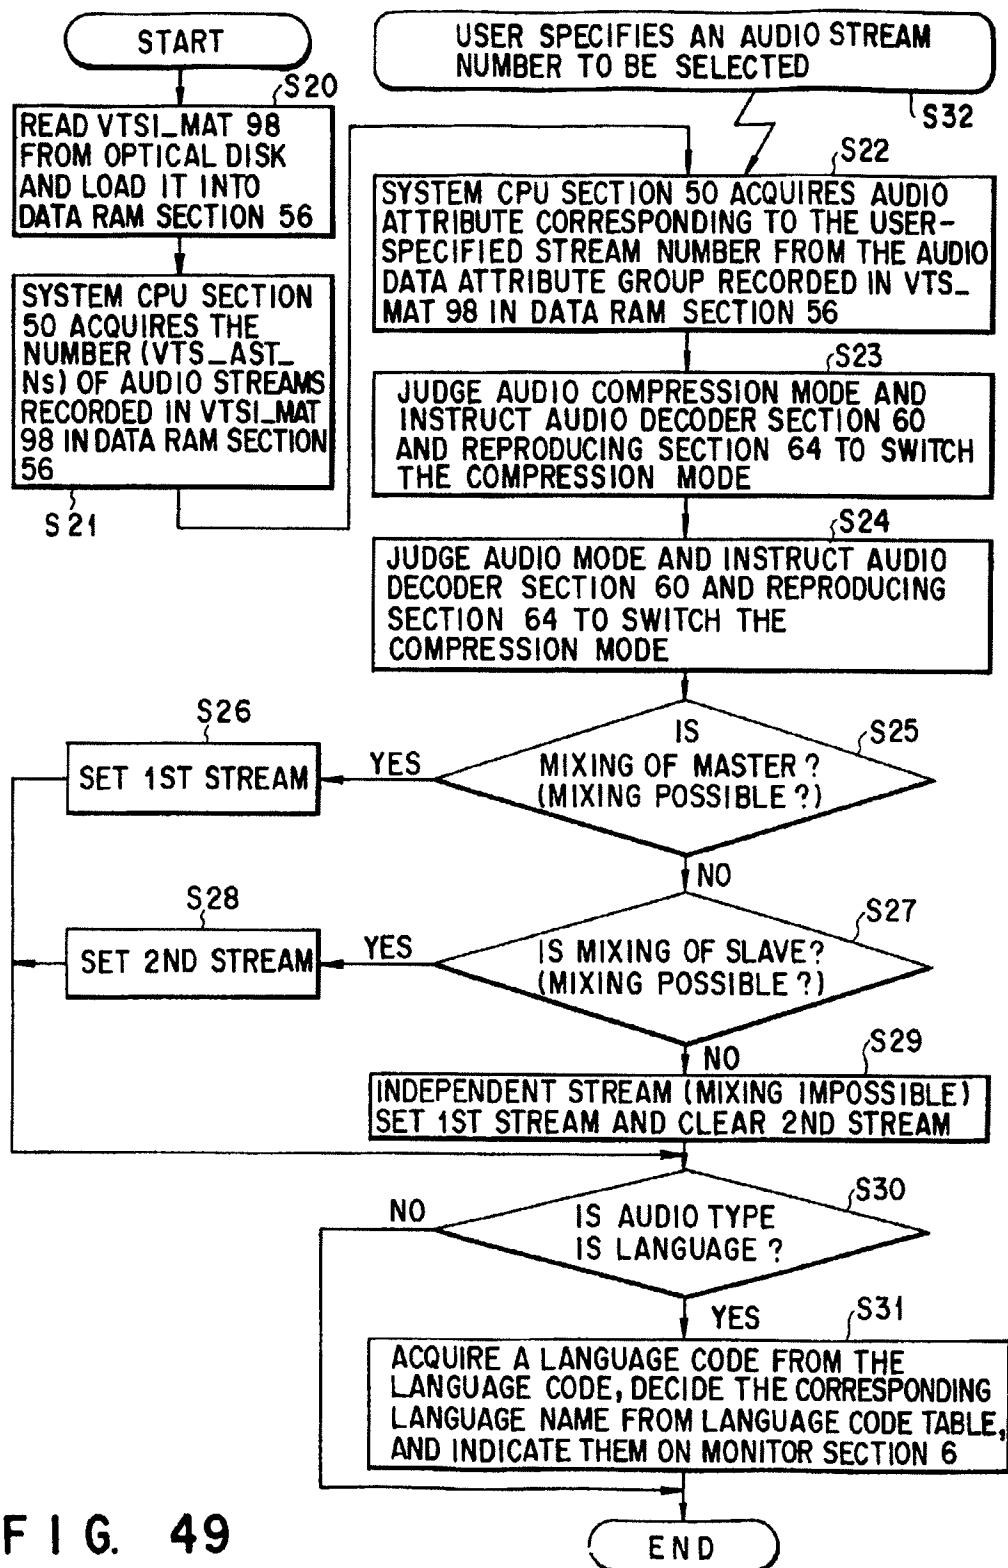 START
S20
READ VTSI_MAT 98
FROM OPTICAL DISK
AND LOAD IT INTO
DATA RAM SECTION 56
SYSTEM CPU SECTION
50 ACQUIRES THE
NUMBER (VTS_AST_
Ns) OF AUDIO STREAMS
RECORDED IN VTSI_MAT
98 IN DATA RAM SECTION
56
S21
USER SPECIFIES AN AUDIO STREAM
NUMBER TO BE SELECTED
S32
S22
SYSTEM CPU SECTION 50 ACQUIRES AUDIO
ATTRIBUTE CORRESPONDING TO THE USER-
SPECIFIED STREAM NUMBER FROM THE AUDIO
DATA ATTRIBUTE GROUP RECORDED IN VTS_
MAT 98 IN DATA RAM SECTION 56
S23
JUDGE AUDIO COMPRESSION MODE AND
INSTRUCT AUDIO DECODER SECTION 60
AND REPRODUCING SECTION 64 TO SWITCH
THE COMPRESSION MODE
S24
JUDGE AUDIO MODE AND INSTRUCT AUDIO
DECODER SECTION 60 AND REPRODUCING
SECTION 64 TO SWITCH THE
COMPRESSION MODE
S25
IS
MIXING OF MASTER?
(MIXING POSSIBLE?)
YES
S26
SET 1ST STREAM
NO
S27
IS MIXING OF SLAVE?
(MIXING POSSIBLE?)
YES
S28
SET 2ND STREAM
NO
S29
INDEPENDENT STREAM (MIXING IMPOSSIBLE)
SET 1ST STREAM AND CLEAR 2ND STREAM
S30
IS AUDIO TYPE
IS LANGUAGE?
NO
YES
S31
ACQUIRE A LANGUAGE CODE FROM THE
LANGUAGE CODE, DECIDE THE CORRESPONDING
LANGUAGE NAME FROM LANGUAGE CODE TABLE,
AND INDICATE THEM ON MONITOR SECTION 6
END
FIG. 49